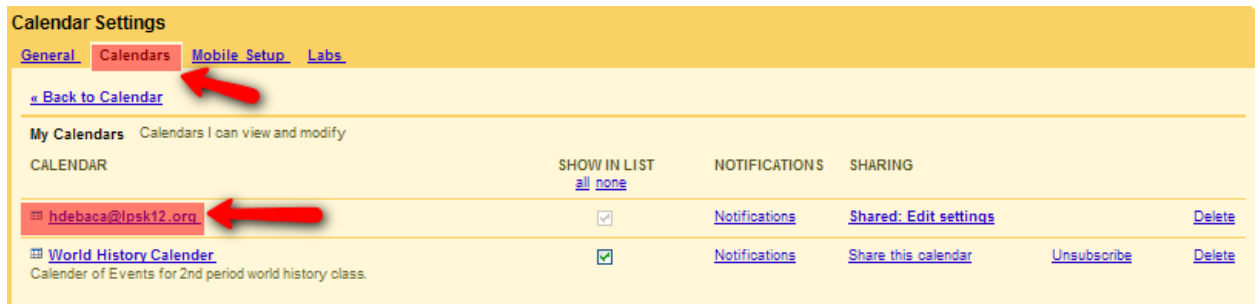 Calendar Settings
General Calendars Mobile Setup Labs
« Back to Calendar
My Calendars Calendars I can view and modify
CALENDAR SHOW IN LIST NOTIFICATIONS SHARING
all none
hdebaca@lpsk12.org Notifications Shared: Edit settings Delete
World History Calender Notifications Share this calendar Unsubscribe Delete
Calender of Events for 2nd period world history class.